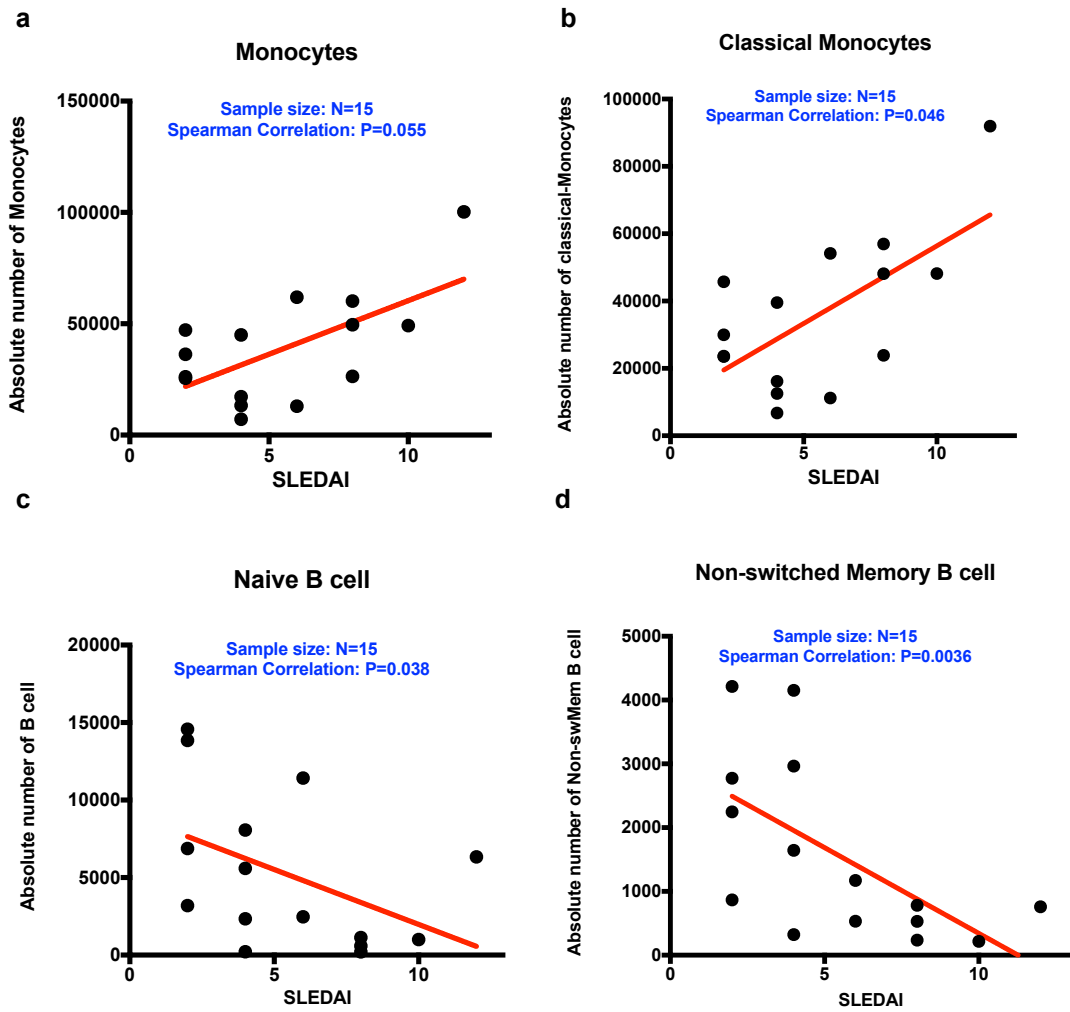 a
Monocytes
Sample size: N=15
Spearman Correlation: P=0.055
Absolute number of Monocytes
150000
100000
50000
0
0
5
10
SLEDAI
b
Classical Monocytes
Sample size: N=15
Spearman Correlation: P=0.046
Absolute number of classical-Monocytes
100000
80000
60000
40000
20000
0
0
5
10
SLEDAI
c
Naive B cell
Sample size: N=15
Spearman Correlation: P=0.038
Absolute number of B cell
20000
15000
10000
5000
0
0
5
10
SLEDAI
d
Non-switched Memory B cell
Sample size: N=15
Spearman Correlation: P=0.0036
Absolute number of Non-swMem B cell
5000
4000
3000
2000
1000
0
0
5
10
SLEDAI